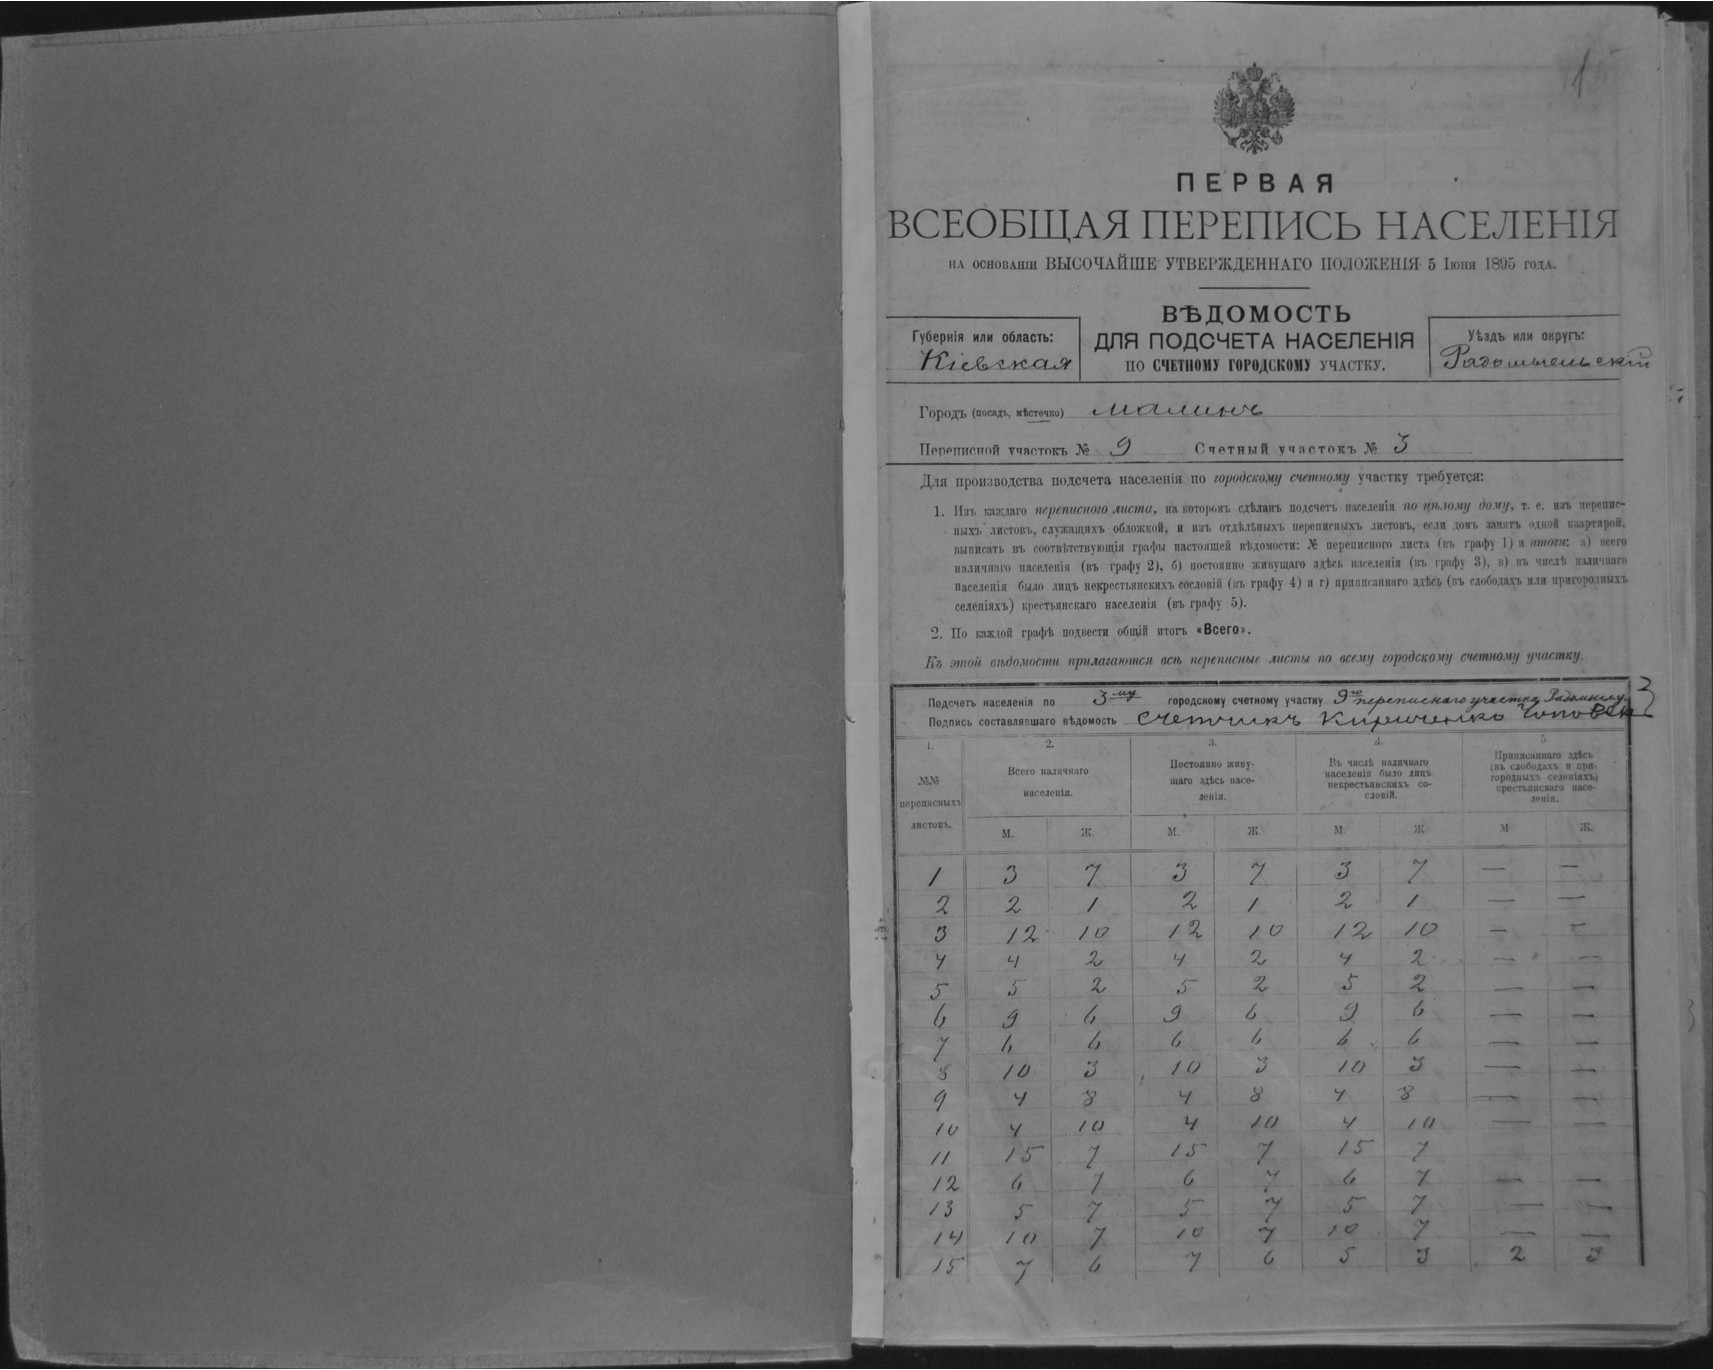 1
ПЕРВАЯ
ВСЕОБЩАЯ ПЕРЕПИСЬ НАСЕЛЕНІЯ
НА ОСНОВАНІИ ВЫСОЧАЙШЕ УТВЕРЖДЕННАГО ПОЛОЖЕНІЯ 5 Іюня 1895 ГОДА.
ВѢДОМОСТЬ
ДЛЯ ПОДСЧЕТА НАСЕЛЕНІЯ
ПО СЧЕТНОМУ ГОРОДСКОМУ УЧАСТКУ.
Губернія или область:
Кіевская
Уѣздъ или округъ:
Радомысльскій
Городъ (посадъ, мѣстечко) Малинъ
Переписной участокъ № 9 Счетный участокъ № 3
Для производства подсчета населенія по городскому счетному участку требуется:
1. Изъ каждаго переписного листа, на которомъ сдѣланъ подсчетъ населенія по цѣлому дому, т. е. изъ перепис-
ныхъ листовъ, служащихъ обложкой, и изъ отдѣльныхъ переписныхъ листовъ, если домъ занятъ одной квартирой,
выписать въ соотвѣтствующія графы настоящей вѣдомости: № переписного листа (въ графу 1) и итоги: а) всего
наличнаго населенія (въ графу 2), б) постоянно живущаго здѣсь населенія (въ графу 3), в) въ числѣ наличнаго
населенія было лицъ некрестьянскихъ сословій (въ графу 4) и г) приписаннаго здѣсь (въ слободахъ или пригородныхъ
селеніяхъ) крестьянскаго населенія (въ графу 5).
2. По каждой графѣ подвести общій итогъ «Всего».
Къ этой вѣдомости прилагаются всѣ переписные листы по всему городскому счетному участку.
Подсчетъ населенія по 3му городскому счетному участку 9го переписнаго участка
Подпись составлявшаго вѣдомость Счетчикъ
3
1. 2. 3. 4. 5
№№ переписныхъ листовъ.
Всего наличнаго населенія.
Постоянно живу-
щаго здѣсь насе-
ленія.
Въ числѣ наличнаго
населенія было лицъ
некрестьянскихъ со-
словій.
Приписаннаго здѣсь
(въ слободахъ и при-
городныхъ селеніяхъ)
крестьянскаго насе-
ленія.
М. Ж. М. Ж. М Ж М Ж.
1 3 7 3 7 3 7 — —
2 2 1 2 1 2 1 — —
3 12 10 12 10 12 10 — —
4 4 2 4 2 4 2 — —
5 5 2 5 2 5 2 — —
6 9 6 9 6 9 6 — —
7 6 6 6 6 6 6 — —
8 10 3 10 3 10 3 — —
9 4 8 4 8 4 8 — —
10 4 10 4 10 4 10 — —
11 15 7 15 7 15 7
12 6 7 6 7 6 7 — —
13 5 7 5 7 5 7 — —
14 10 7 10 7 10 7 — —
15 7 6 7 6 5 3 2 3